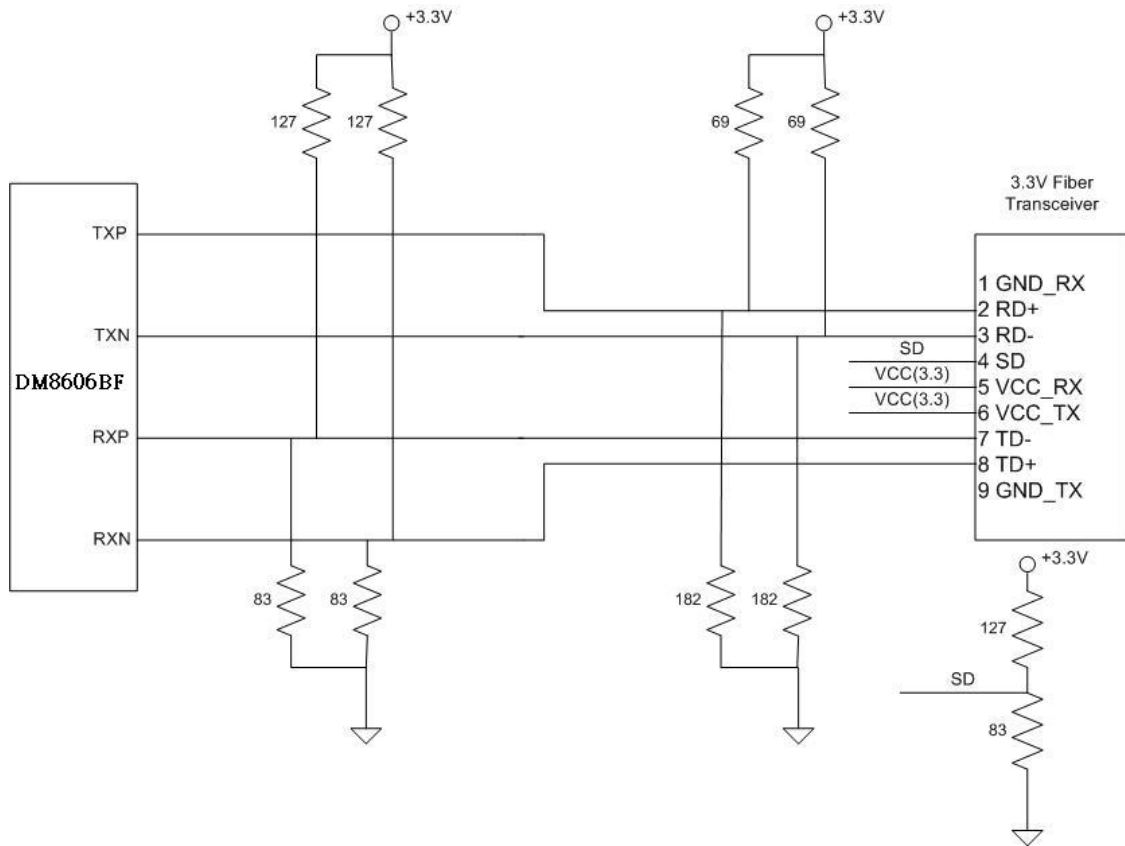 +3.3V
+3.3V
127
127
69
69
3.3V Fiber
Transceiver
TXP
TXN
DM8606BF
RXP
RXN
1 GND_RX
2 RD+
3 RD-
4 SD
5 VCC_RX
6 VCC_TX
7 TD-
8 TD+
9 GND_TX
SD
VCC(3.3)
VCC(3.3)
83
83
182
182
+3.3V
127
SD
83